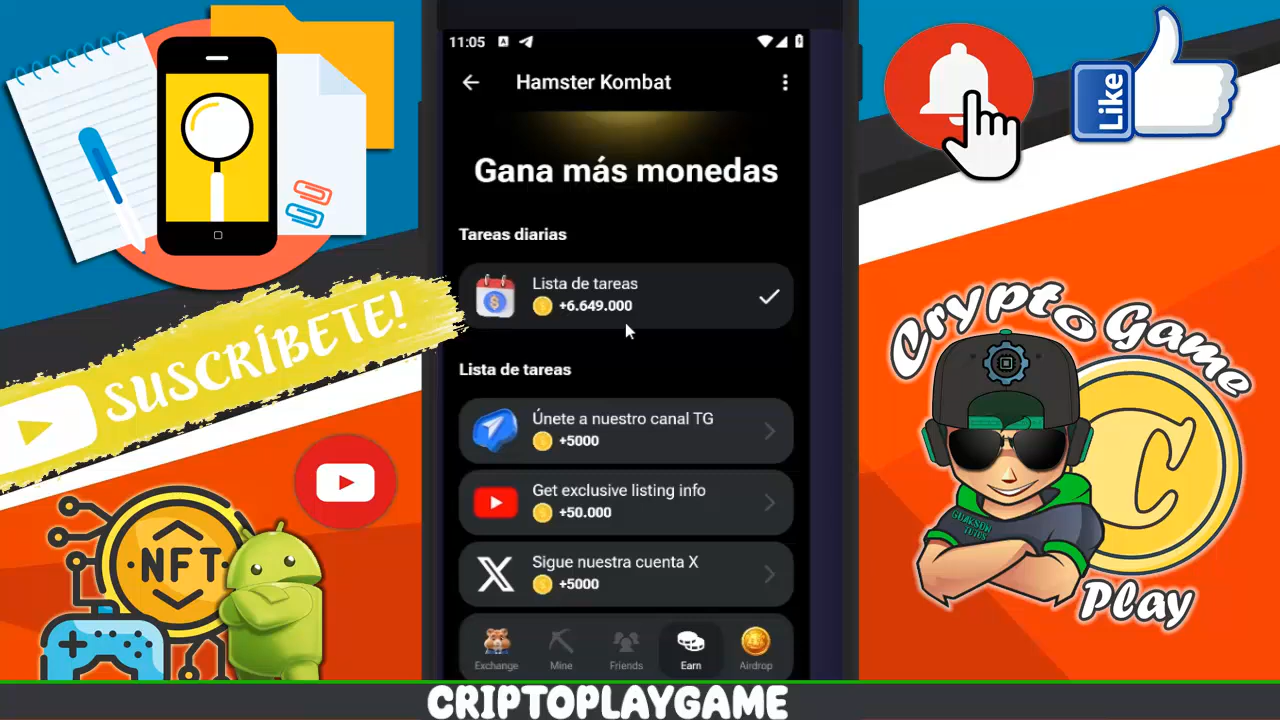 11:05
Hamster Kombat
Gana más monedas
Tareas diarias
Lista de tareas
+6.649.000
Lista de tareas
Únete a nuestro canal TG
+5000
Get exclusive listing info
+50.000
Sigue nuestra cuenta X
+5000
Exchange Mine Friends Earn Airdrop
SUSCRÍBETE!
NFT
Like
Crypto Game
C
GUAKSON
TUTOS
Play
CRIPTOPLAYGAME